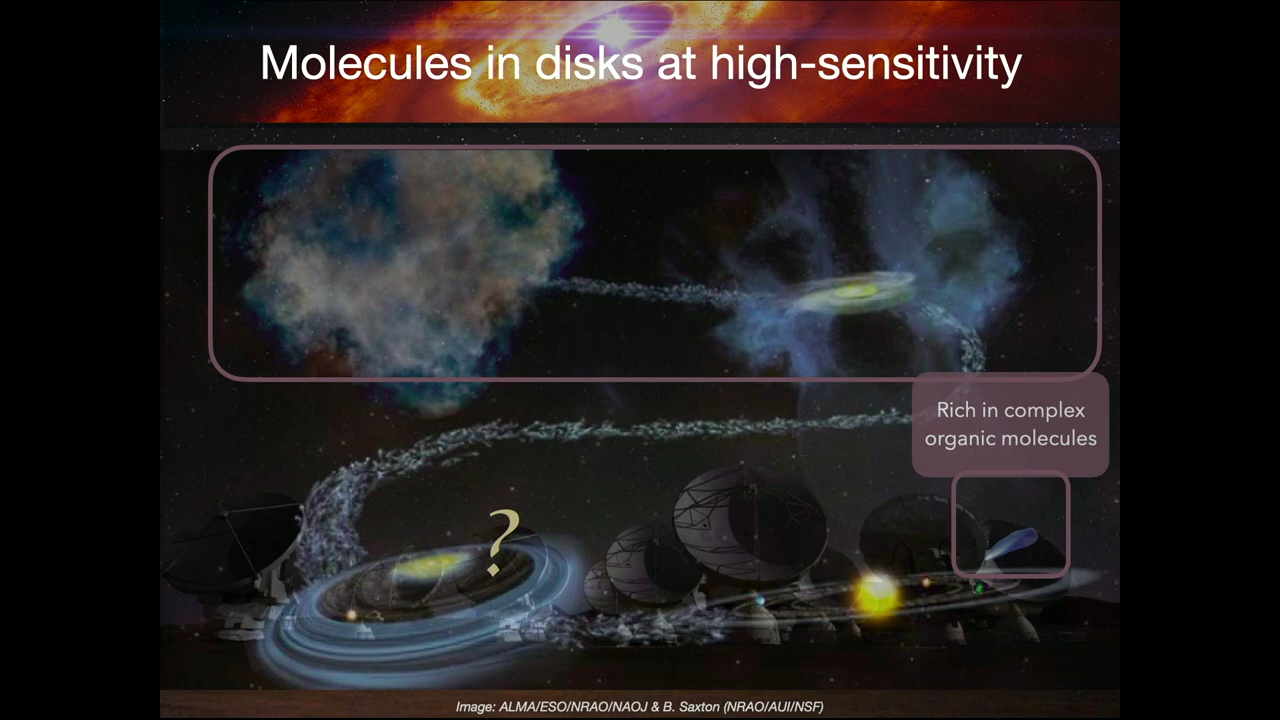 Molecules in disks at high-sensitivity
Rich in complex
organic molecules
?
Image: ALMA/ESO/NRAO/NAOJ & B. Saxton (NRAO/AUI/NSF)